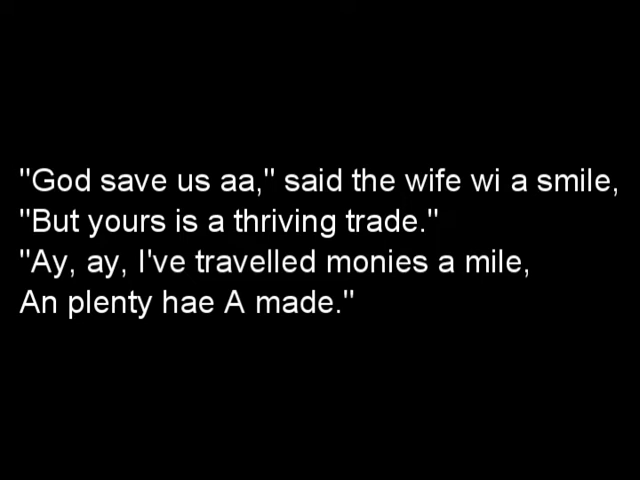 "God save us aa," said the wife wi a smile,
"But yours is a thriving trade."
"Ay, ay, I've travelled monies a mile,
An plenty hae A made."